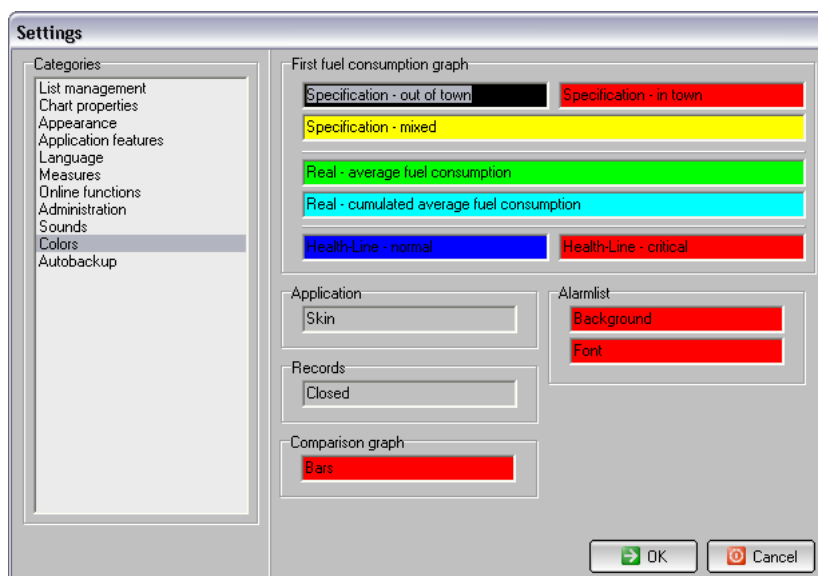 Settings
Categories
List management
Chart properties
Appearance
Application features
Language
Measures
Online functions
Administration
Sounds
Colors
Autobackup
First fuel consumption graph
Specification - out of town
Specification - in town
Specification - mixed
Real - average fuel consumption
Real - cumulated average fuel consumption
Health-Line - normal
Health-Line - critical
Application
Skin
Alarmlist
Background
Font
Records
Closed
Comparison graph
Bars
OK
Cancel